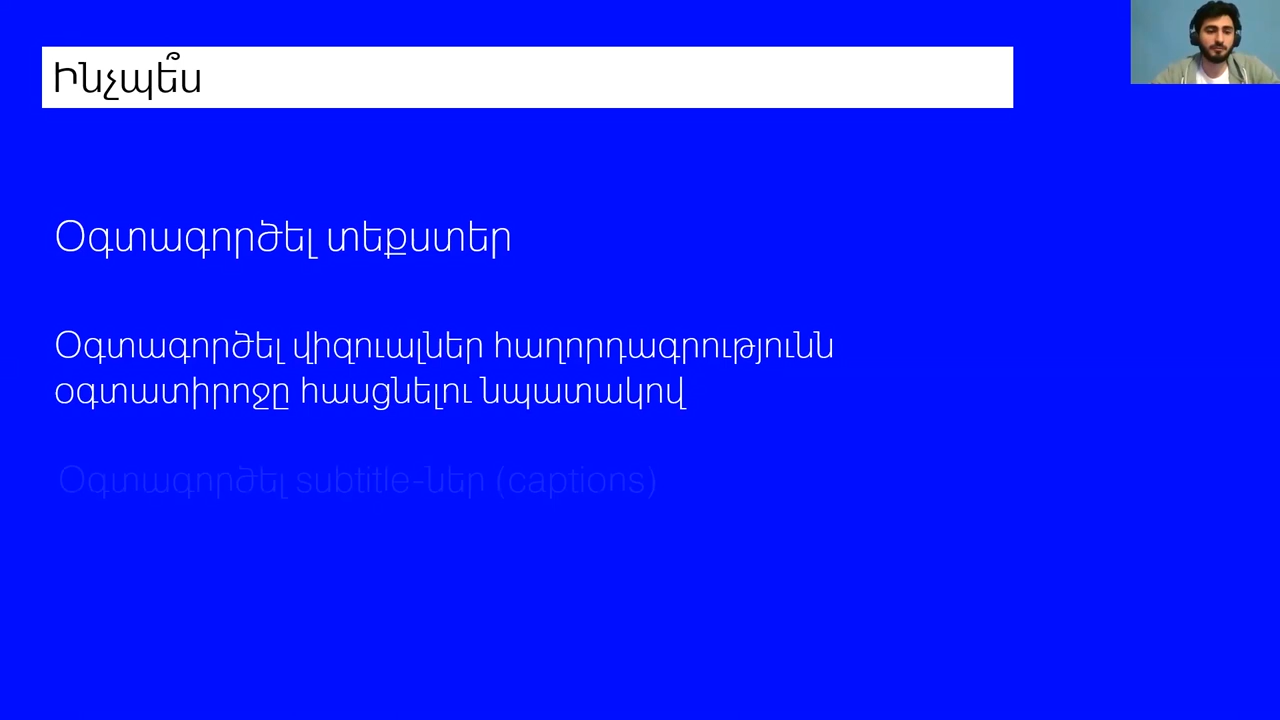 Ինչպե՞ս
Օգտագործել տեքստեր
Օգտագործել վիզուալներ հաղորդագրությունն
օգտատիրոջը հասցնելու նպատակով
Օգտագործել subtitle-ներ (captions)